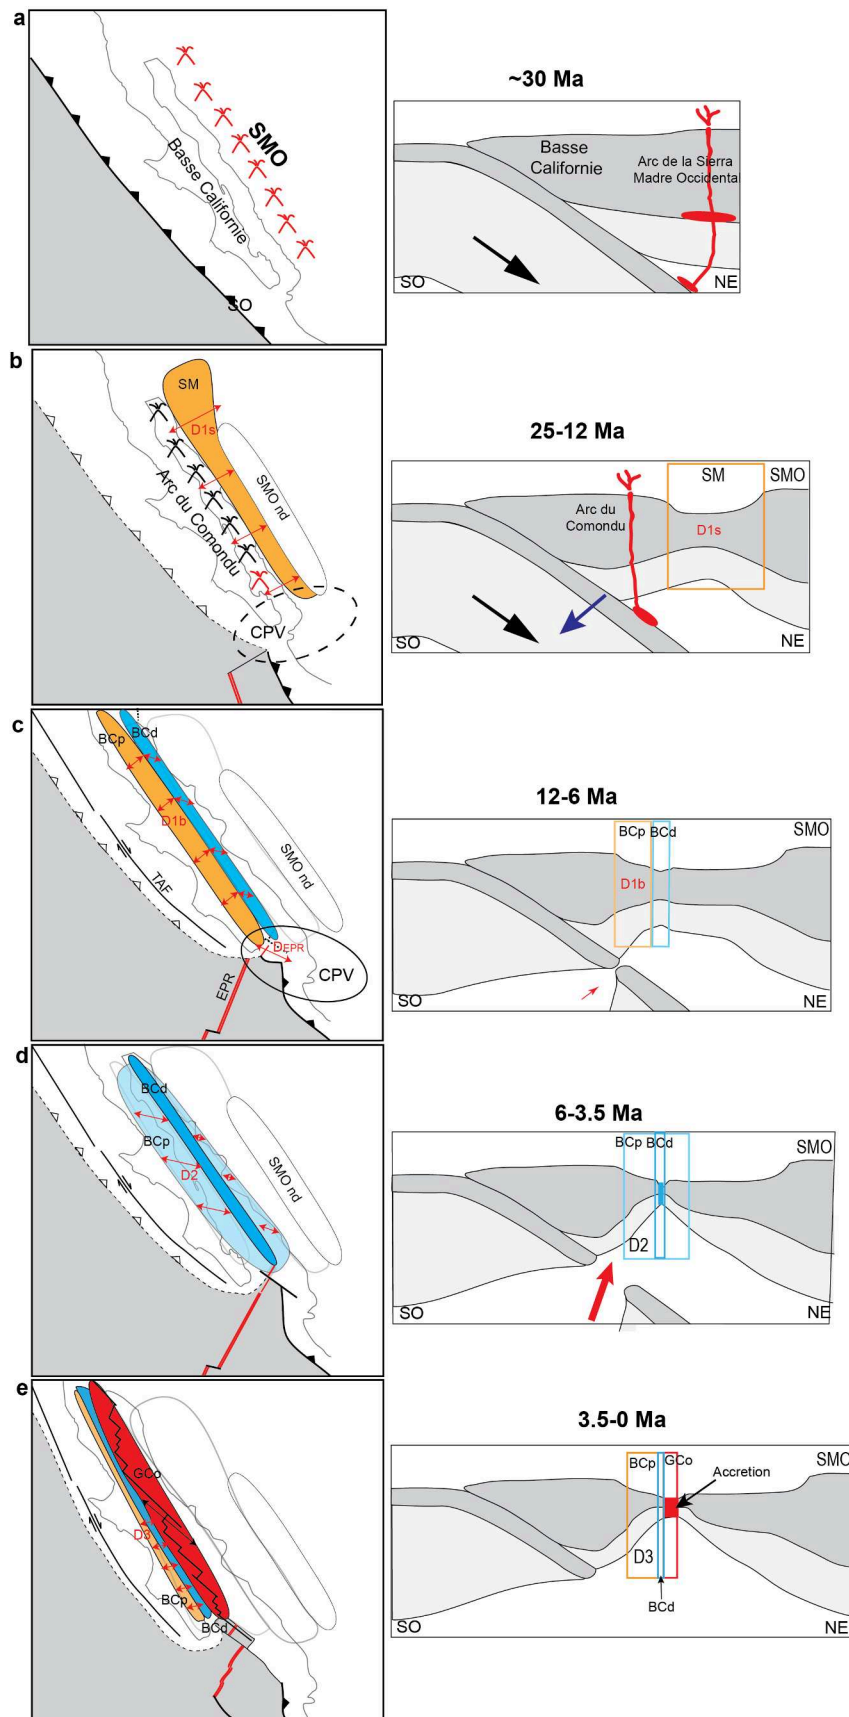 a
SMO
Basse Californie
SO
~30 Ma
Basse
Californie
Arc de la Sierra
Madre Occidental
SO
NE
b
SM
D1s
SMO nd
Arc du Comondu
CPV
25-12 Ma
SM
SMO
Arc du
Comondu
D1s
SO
NE
c
BCp
BCd
D1b
SMO nd
TAF
DEPR
CPV
EPR
12-6 Ma
BCp
BCd
SMO
D1b
SO
NE
d
BCd
BCp
D2
SMO nd
6-3.5 Ma
BCp
BCd
SMO
D2
SO
NE
e
GCo
D3
BCp
BCd
3.5-0 Ma
BCp
GCo
SMO
Accretion
D3
BCd
SO
NE